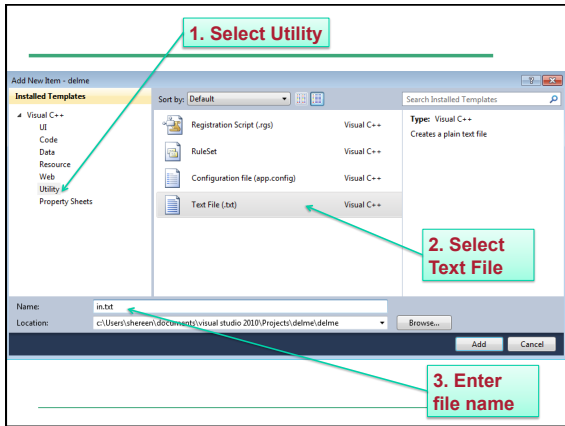 1. Select Utility
Add New Item - delme
Installed Templates
Sort by: Default
Search Installed Templates
Visual C++
UI
Code
Data
Resource
Web
Utility
Property Sheets
Registration Script (.rgs) Visual C++
RuleSet Visual C++
Configuration file (app.config) Visual C++
Text File (.txt) Visual C++
Type: Visual C++
Creates a plain text file
2. Select
Text File
Name: in.txt
Location: c:\Users\shereen\documents\visual studio 2010\Projects\delme\delme
Browse...
Add Cancel
3. Enter
file name